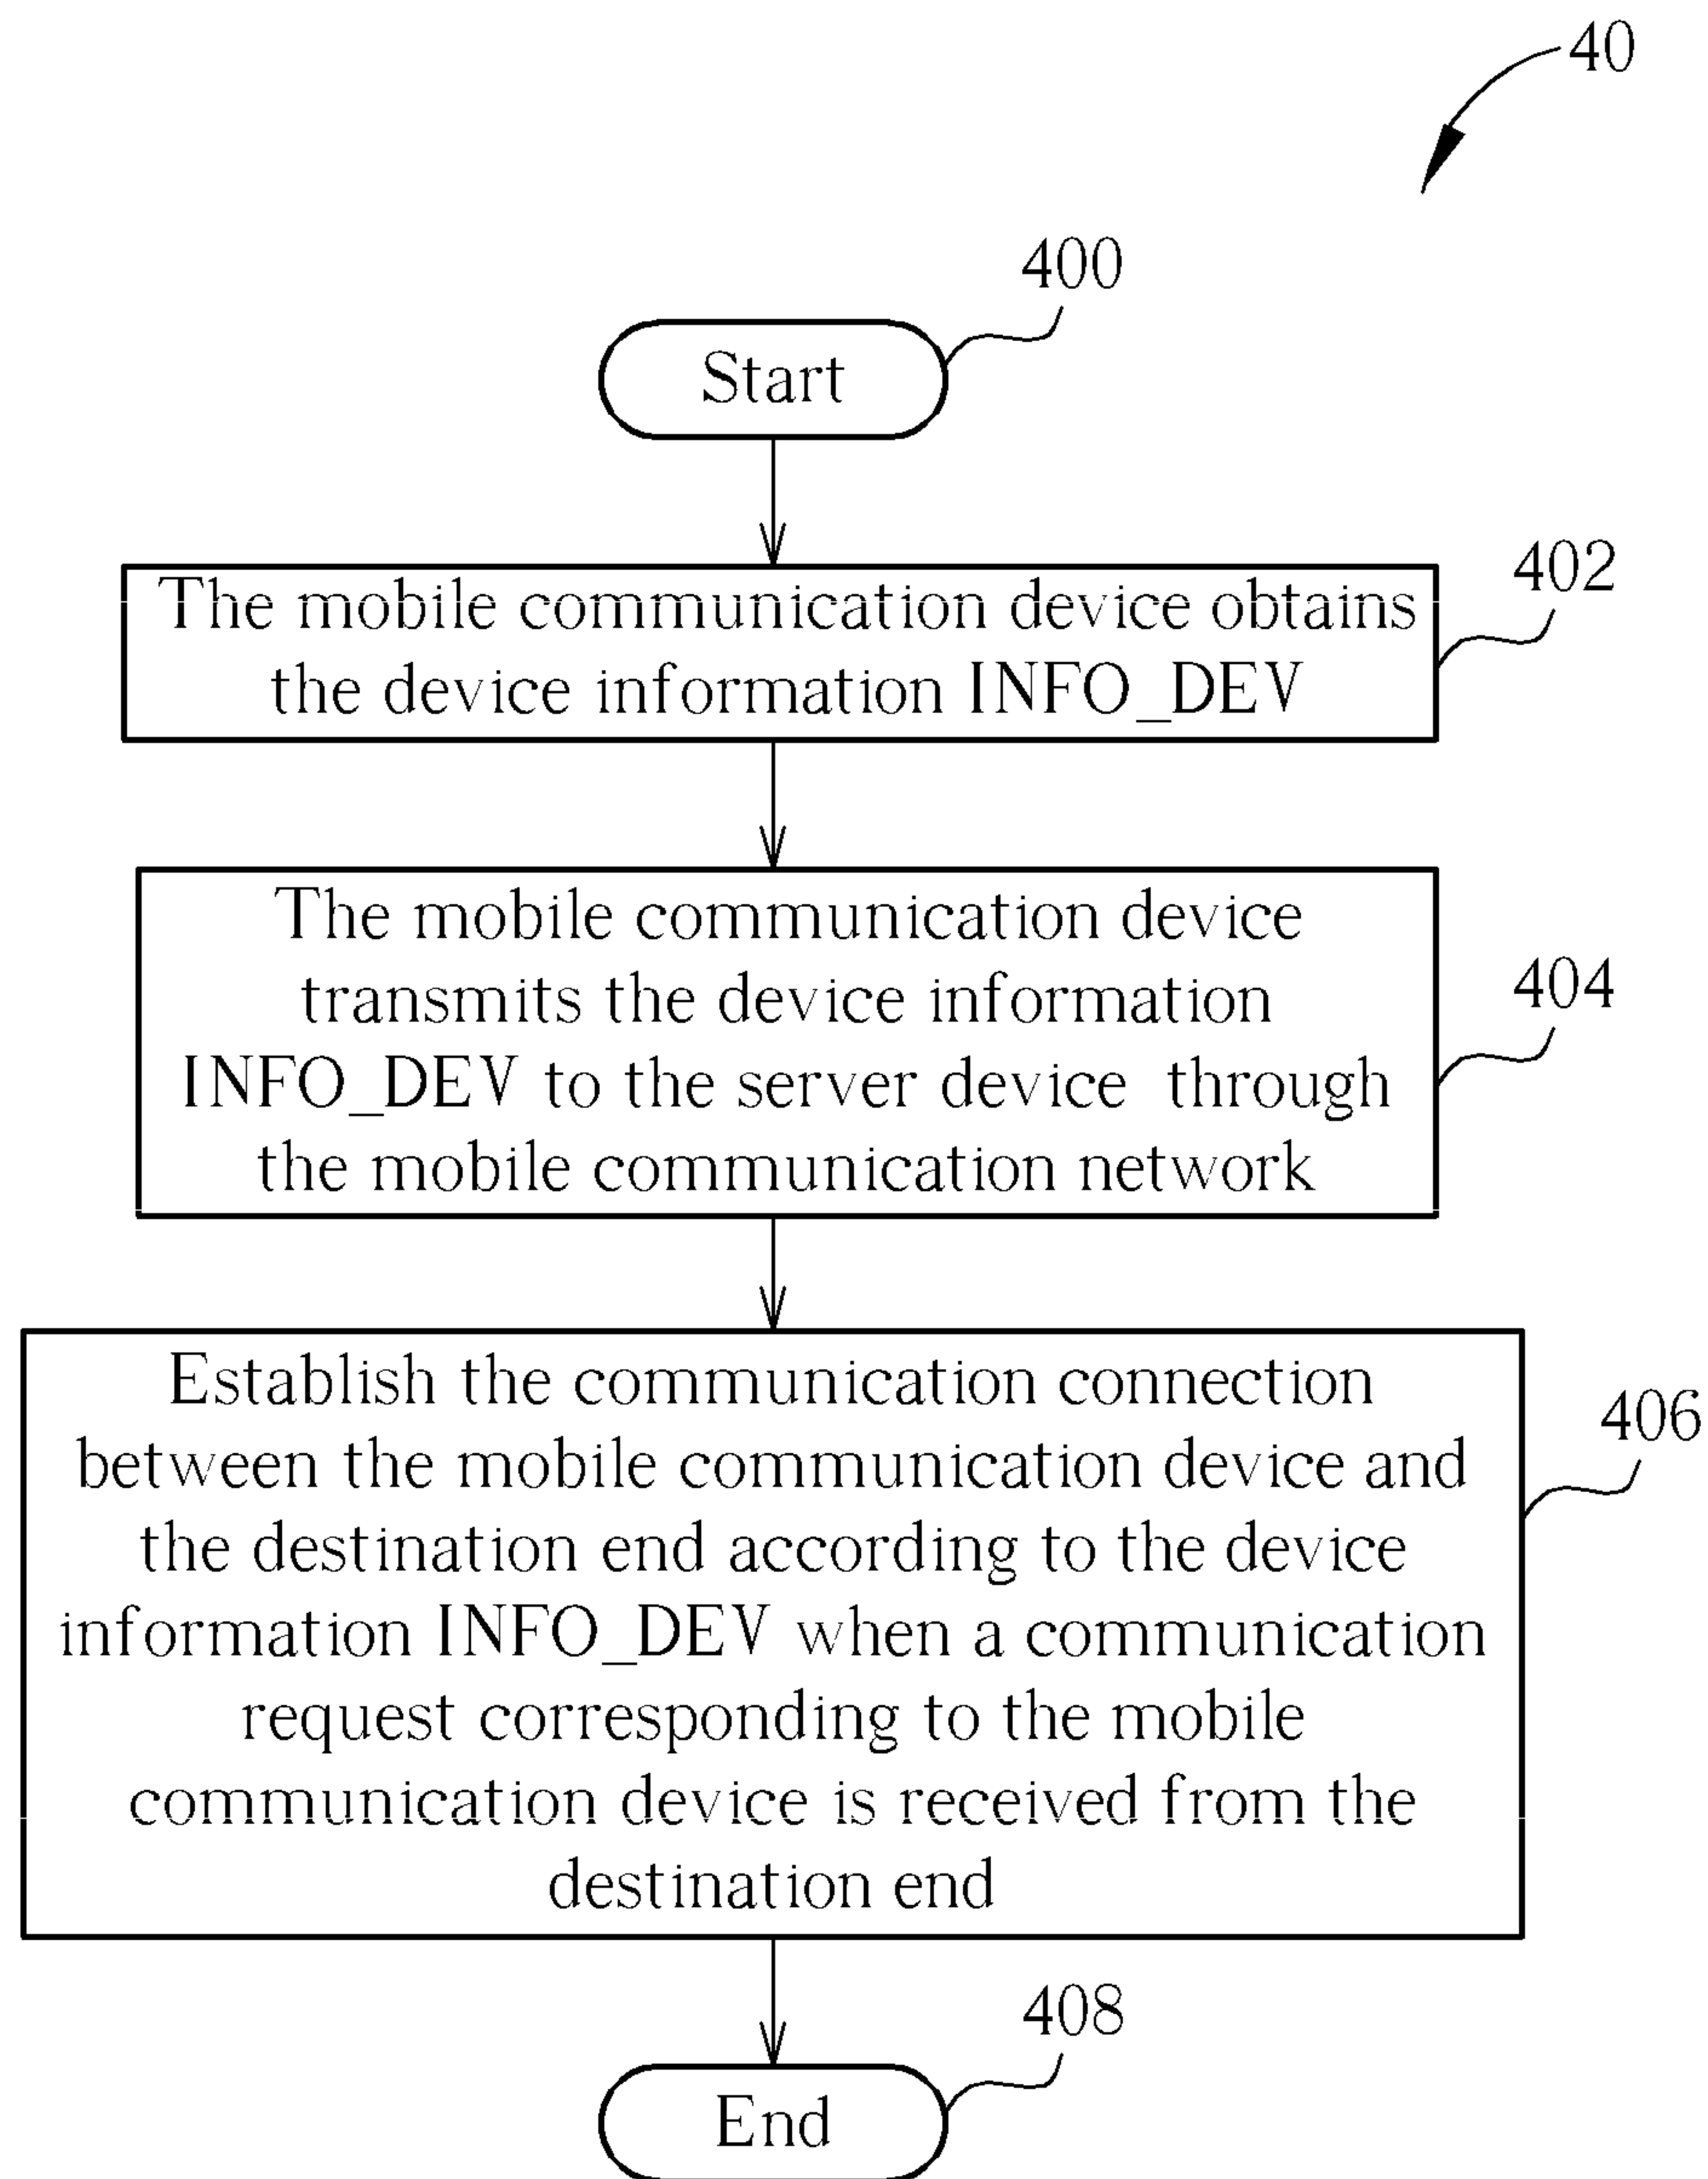 40
400
Start
402
The mobile communication device obtains
the device information INFO_DEV
The mobile communication device
transmits the device information
404
INFO_DEV to the server device through
the mobile communication network
Establish the communication connection
406
between the mobile communication device and
the destination end according to the device
information INFO_DEV when a communication
request corresponding to the mobile
communication device is received from the
destination end
408
End